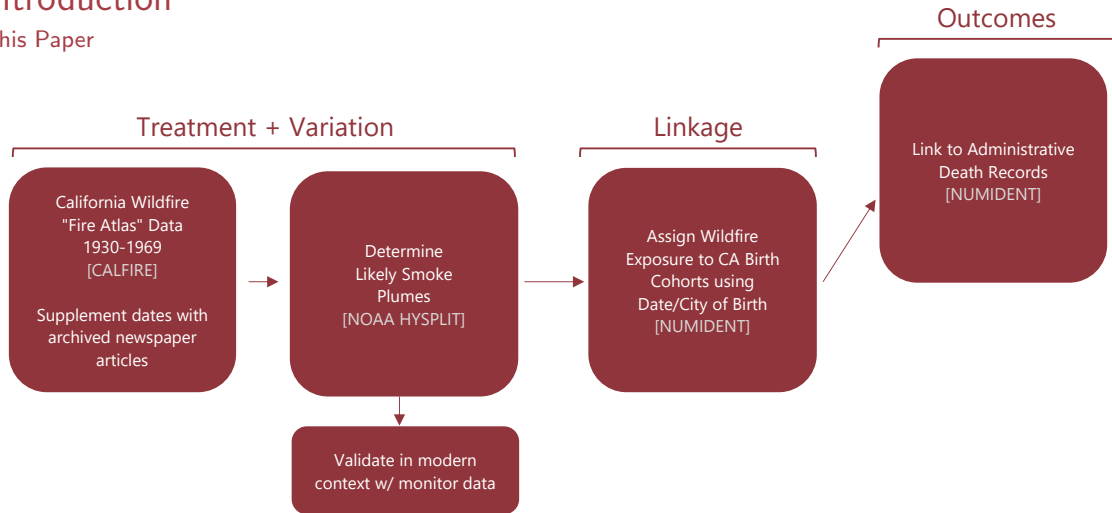 ntroduction
his Paper
Outcomes
Treatment + Variation
Linkage
California Wildfire
"Fire Atlas" Data
1930-1969
[CALFIRE]
Supplement dates with
archived newspaper
articles
Determine
Likely Smoke
Plumes
[NOAA HYSPLIT]
Validate in modern
context w/ monitor data
Assign Wildfire
Exposure to CA Birth
Cohorts using
Date/City of Birth
[NUMIDENT]
Link to Administrative
Death Records
[NUMIDENT]